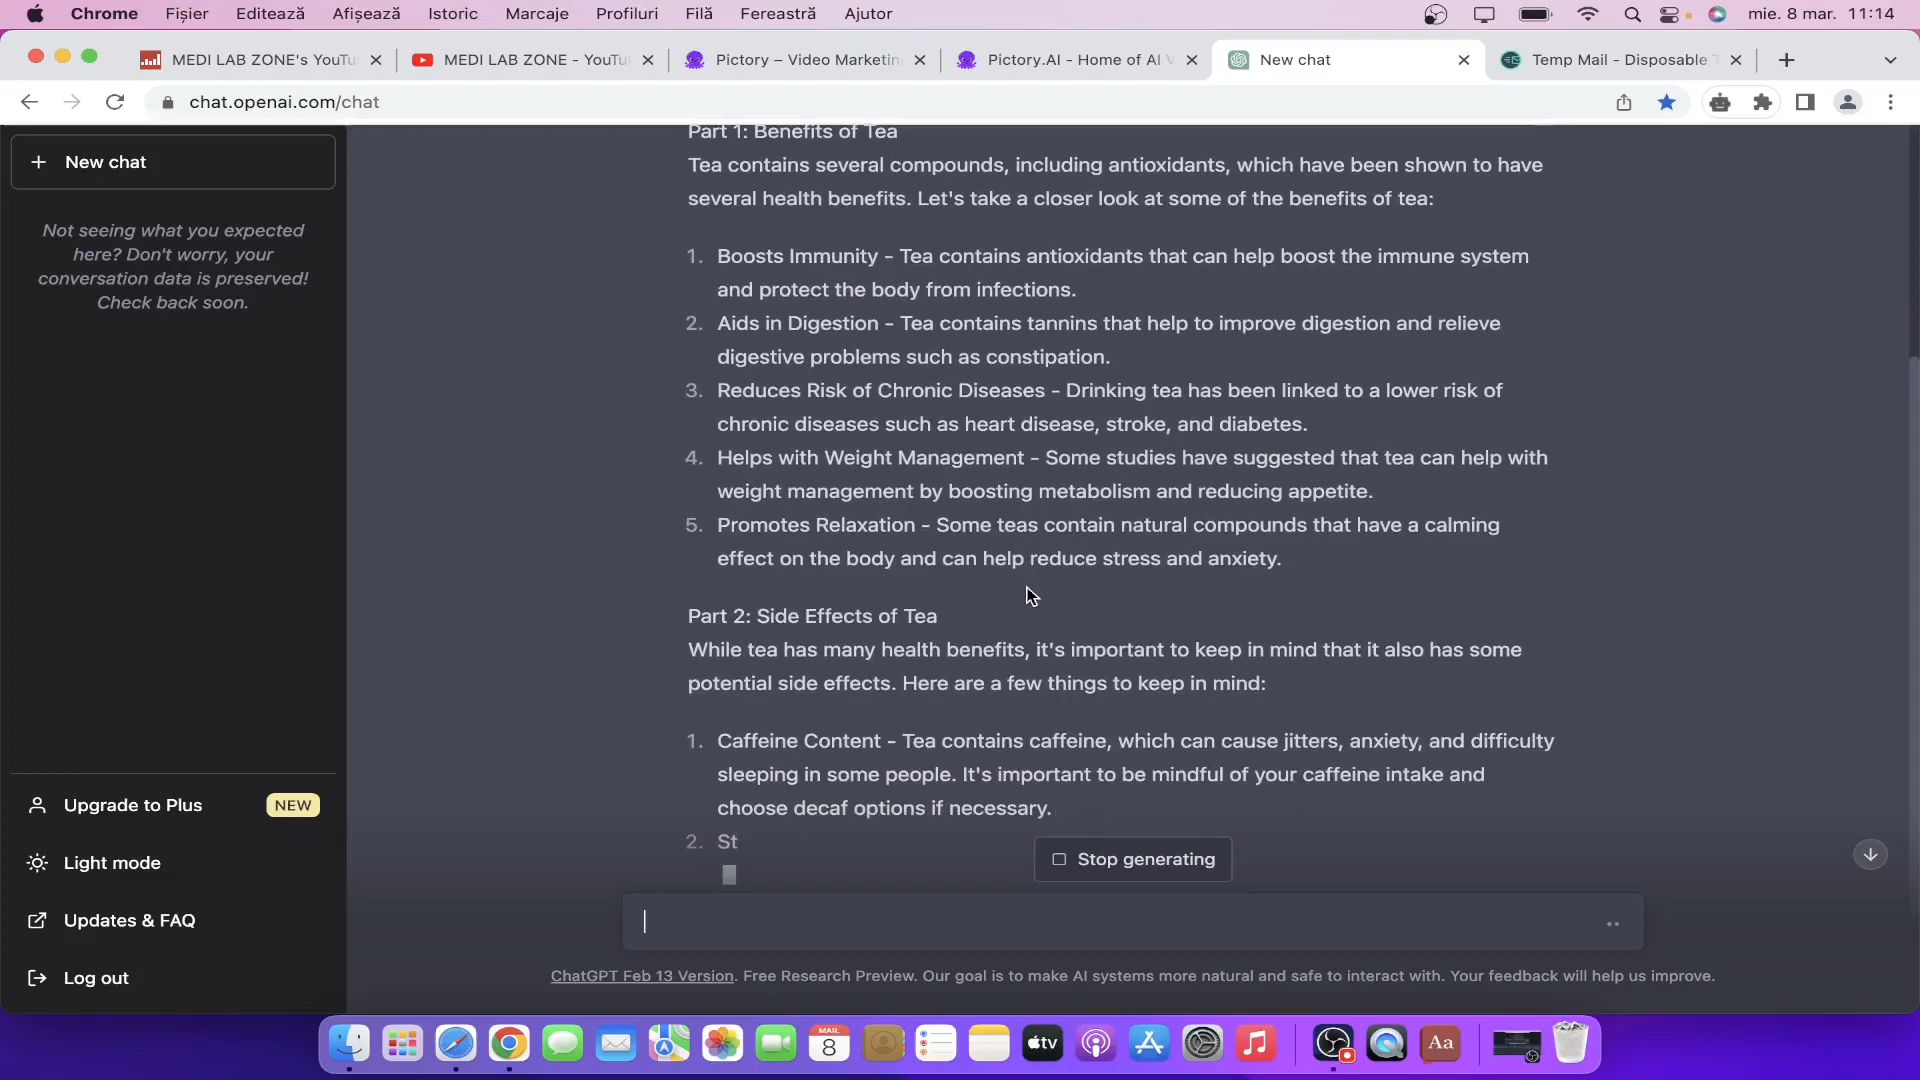 Chrome Fișier Editează Afișează Istoric Marcaje Profiluri Filă Fereastră Ajutor mie. 8 mar. 11:14
MEDI LAB ZONE's YouTu MEDI LAB ZONE - YouTu Pictory – Video Marketin Pictory.AI - Home of AI V New chat Temp Mail - Disposable T
chat.openai.com/chat
New chat
Not seeing what you expected
here? Don't worry, your
conversation data is preserved!
Check back soon.
Upgrade to Plus NEW
Light mode
Updates & FAQ
Log out
Part 1: Benefits of Tea
Tea contains several compounds, including antioxidants, which have been shown to have
several health benefits. Let's take a closer look at some of the benefits of tea:
1. Boosts Immunity - Tea contains antioxidants that can help boost the immune system
and protect the body from infections.
2. Aids in Digestion - Tea contains tannins that help to improve digestion and relieve
digestive problems such as constipation.
3. Reduces Risk of Chronic Diseases - Drinking tea has been linked to a lower risk of
chronic diseases such as heart disease, stroke, and diabetes.
4. Helps with Weight Management - Some studies have suggested that tea can help with
weight management by boosting metabolism and reducing appetite.
5. Promotes Relaxation - Some teas contain natural compounds that have a calming
effect on the body and can help reduce stress and anxiety.
Part 2: Side Effects of Tea
While tea has many health benefits, it's important to keep in mind that it also has some
potential side effects. Here are a few things to keep in mind:
1. Caffeine Content - Tea contains caffeine, which can cause jitters, anxiety, and difficulty
sleeping in some people. It's important to be mindful of your caffeine intake and
choose decaf options if necessary.
2. St
Stop generating
ChatGPT Feb 13 Version. Free Research Preview. Our goal is to make AI systems more natural and safe to interact with. Your feedback will help us improve.
MAR.
8
tv
Aa